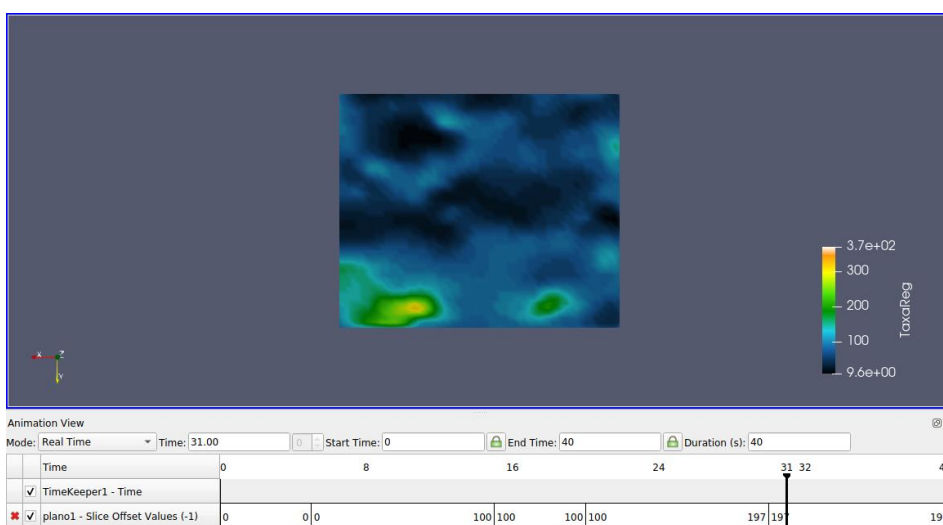 3.7e+02
300
200
100
9.6e+00
TaxaReg
X Z
Y
Animation View
Mode: Real Time Time: 31.00 0 Start Time: 0 End Time: 40 Duration (s): 40
Time 0 8 16 24 31 32 4
TimeKeeper1 - Time
plano1 - Slice Offset Values (-1) 0 0 0 100 100 100 100 197 197 19